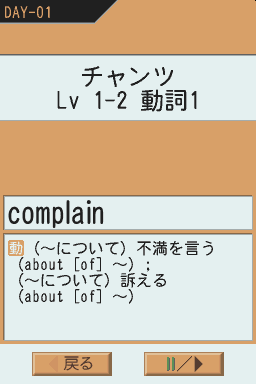 DAY-01
チャンツ
Lv 1-2 動詞1
complain
動 (～について) 不満を言う
(about [of] ～) ;
(～について) 訴える
(about [of] ～)
戻る